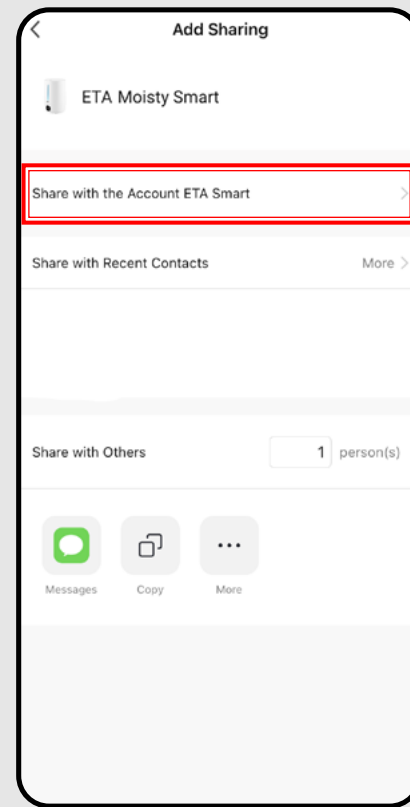 Add Sharing
ETA Moisty Smart
Share with the Account ETA Smart
Share with Recent Contacts More
Share with Others 1 person(s)
Messages Copy More